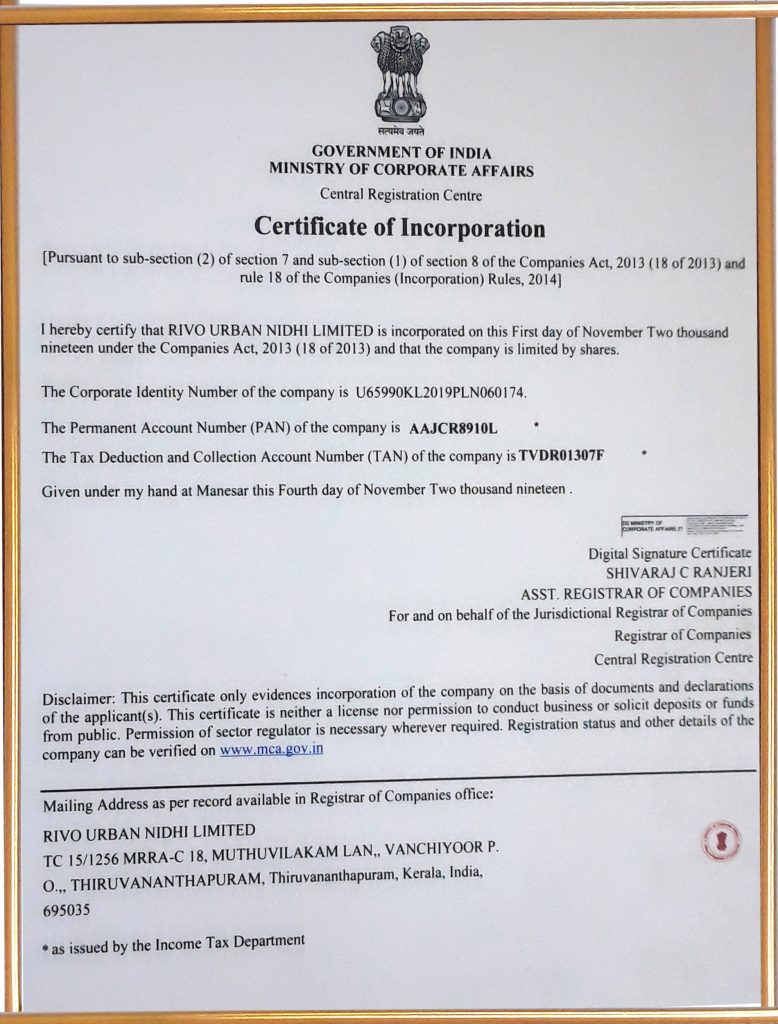 सत्यमेव जयते
GOVERNMENT OF INDIA
MINISTRY OF CORPORATE AFFAIRS
Central Registration Centre
Certificate of Incorporation
[Pursuant to sub-section (2) of section 7 and sub-section (1) of section 8 of the Companies Act, 2013 (18 of 2013) and
rule 18 of the Companies (Incorporation) Rules, 2014]
I hereby certify that RIVO URBAN NIDHI LIMITED is incorporated on this First day of November Two thousand
nineteen under the Companies Act, 2013 (18 of 2013) and that the company is limited by shares.
The Corporate Identity Number of the company is U65990KL2019PLN060174.
The Permanent Account Number (PAN) of the company is AAJCR8910L *
The Tax Deduction and Collection Account Number (TAN) of the company is TVDR01307F *
Given under my hand at Manesar this Fourth day of November Two thousand nineteen .
DS MINISTRY OF
CORPORATE AFFAIRS 27
Digital Signature Certificate
SHIVARAJ C RANJERI
ASST. REGISTRAR OF COMPANIES
For and on behalf of the Jurisdictional Registrar of Companies
Registrar of Companies
Central Registration Centre
Disclaimer: This certificate only evidences incorporation of the company on the basis of documents and declarations
of the applicant(s). This certificate is neither a license nor permission to conduct business or solicit deposits or funds
from public. Permission of sector regulator is necessary wherever required. Registration status and other details of the
company can be verified on www.mca.gov.in
Mailing Address as per record available in Registrar of Companies office:
RIVO URBAN NIDHI LIMITED
TC 15/1256 MRRA-C 18, MUTHUVILAKAM LAN,, VANCHIYOOR P.
O.,,, THIRUVANANTHAPURAM, Thiruvananthapuram, Kerala, India,
695035
* as issued by the Income Tax Department